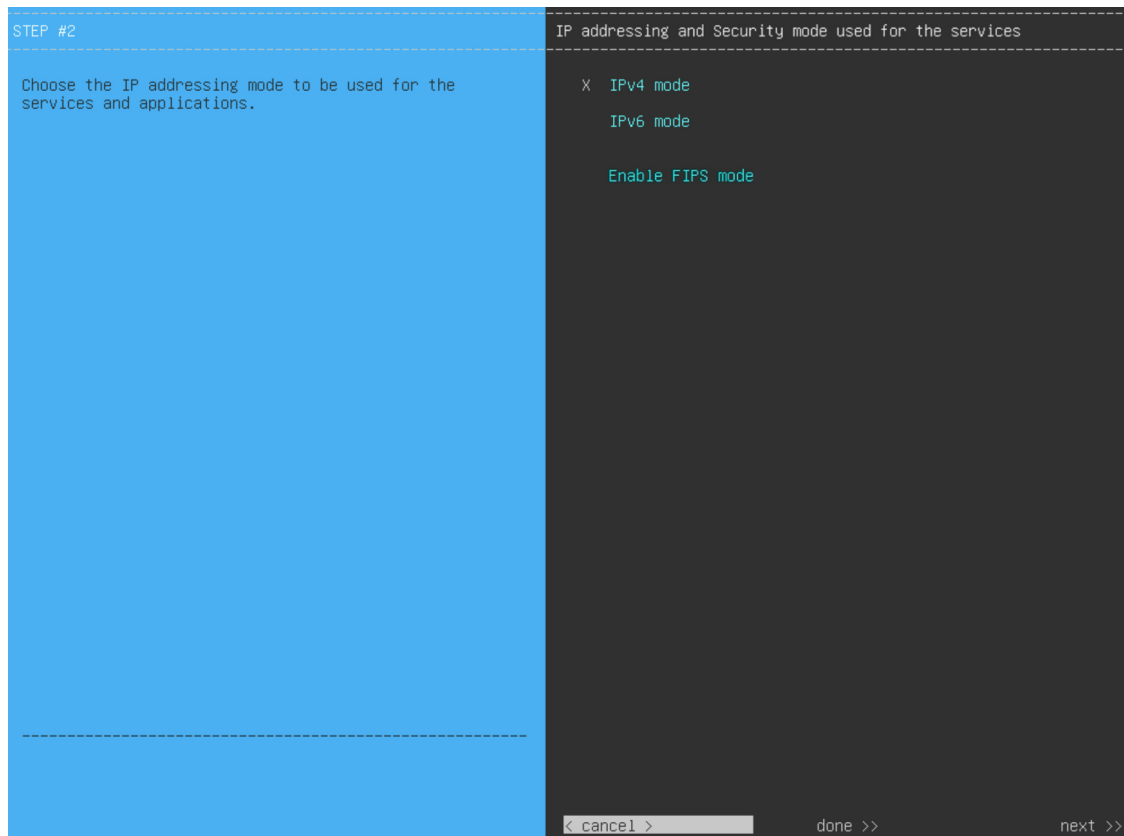 STEP #2
Choose the IP addressing mode to be used for the
services and applications.
IP addressing and Security mode used for the services
X IPv4 mode
IPv6 mode
Enable FIPS mode
< cancel >
done >>
next >>